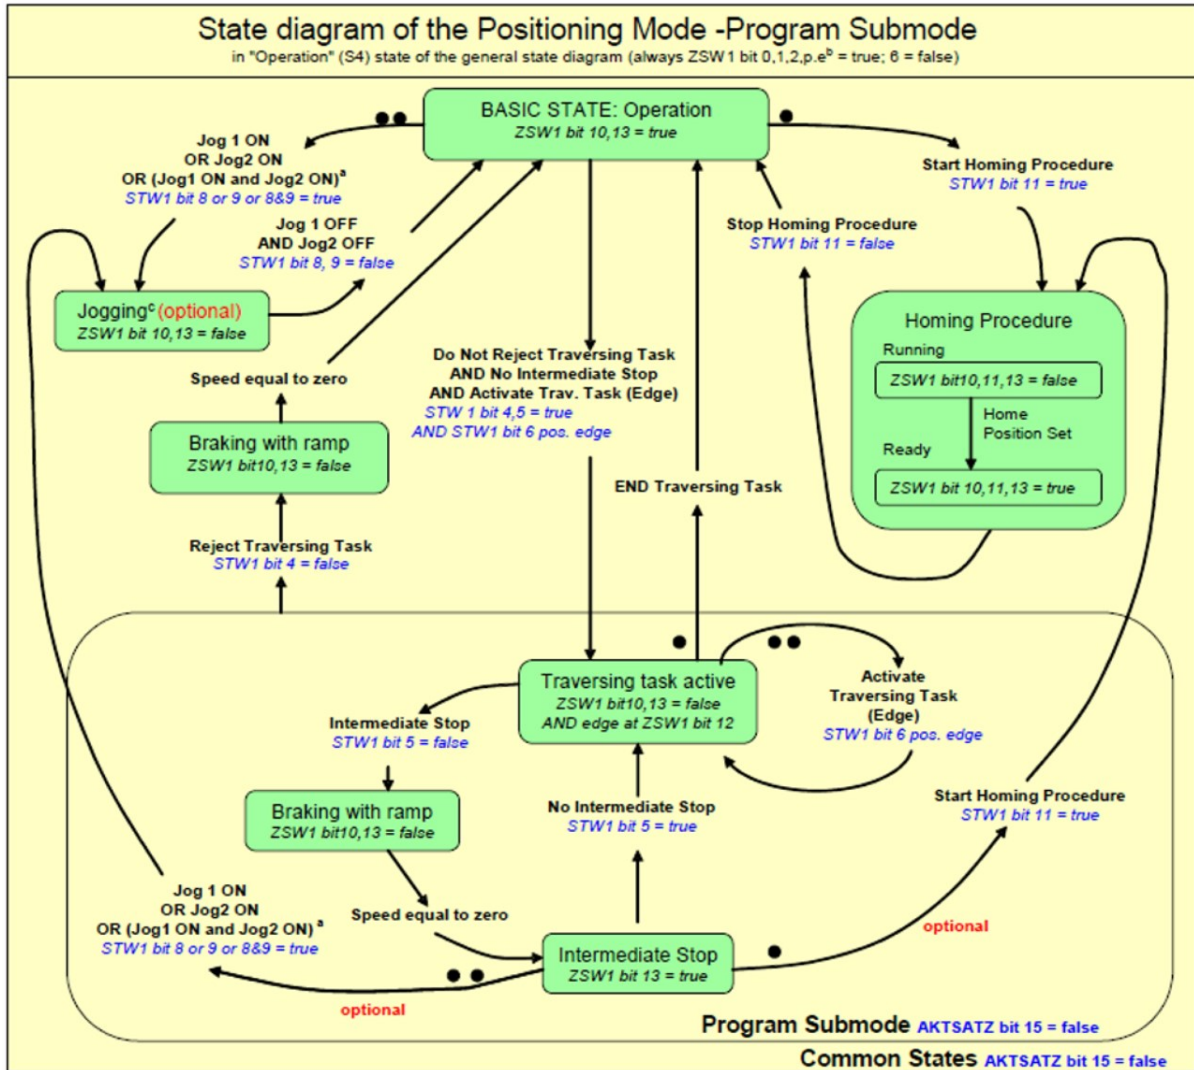 State diagram of the Positioning Mode -Program Submode
in "Operation" (S4) state of the general state diagram (always ZSW1 bit 0,1,2,p.eᵇ = true; 6 = false)
BASIC STATE: Operation
ZSW1 bit 10,13 = true
Jog 1 ON
OR Jog2 ON
OR (Jog1 ON and Jog2 ON)ᵃ
STW1 bit 8 or 9 or 8&9 = true
Start Homing Procedure
STW1 bit 11 = true
Jog 1 OFF
AND Jog2 OFF
STW1 bit 8, 9 = false
Stop Homing Procedure
STW1 bit 11 = false
Joggingᶜ (optional)
ZSW1 bit 10,13 = false
Homing Procedure
Running
ZSW1 bit10,11,13 = false
Home
Position Set
Ready
ZSW1 bit 10,11,13 = true
Do Not Reject Traversing Task
AND No Intermediate Stop
AND Activate Trav. Task (Edge)
STW 1 bit 4,5 = true
AND STW1 bit 6 pos. edge
Speed equal to zero
Braking with ramp
ZSW1 bit10,13 = false
END Traversing Task
Reject Traversing Task
STW1 bit 4 = false
Traversing task active
ZSW1 bit10,13 = false
AND edge at ZSW1 bit 12
Activate
Traversing Task
(Edge)
STW1 bit 6 pos. edge
Intermediate Stop
STW1 bit 5 = false
Braking with ramp
ZSW1 bit10,13 = false
No Intermediate Stop
STW1 bit 5 = true
Start Homing Procedure
STW1 bit 11 = true
Jog 1 ON
OR Jog2 ON
OR (Jog1 ON and Jog2 ON) ᵃ
STW1 bit 8 or 9 or 8&9 = true
Speed equal to zero
Intermediate Stop
ZSW1 bit 13 = true
optional
optional
Program Submode AKTSATZ bit 15 = false
Common States AKTSATZ bit 15 = false